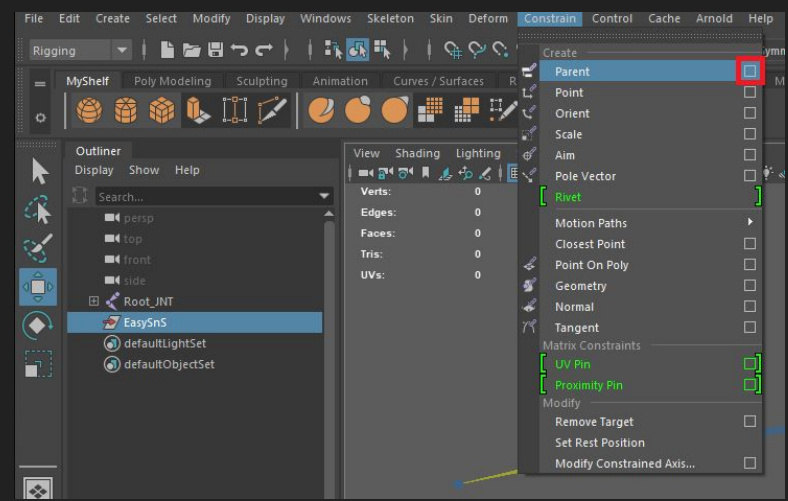 File Edit Create Select Modify Display Windows Skeleton Skin Deform Constrain Control Cache Arnold Help
Rigging
MyShelf Poly Modeling Sculpting Animation Curves / Surfaces
Outliner
Display Show Help
Search...
persp
top
front
side
Root_JNT
EasySnS
defaultLightSet
defaultObjectSet
View Shading Lighting
Verts: 0
Edges: 0
Faces: 0
Tris: 0
UVs: 0
Create
Parent
Point
Orient
Scale
Aim
Pole Vector
Rivet
Motion Paths
Closest Point
Point On Poly
Geometry
Normal
Tangent
Matrix Constraints
UV Pin
Proximity Pin
Modify
Remove Target
Set Rest Position
Modify Constrained Axis...